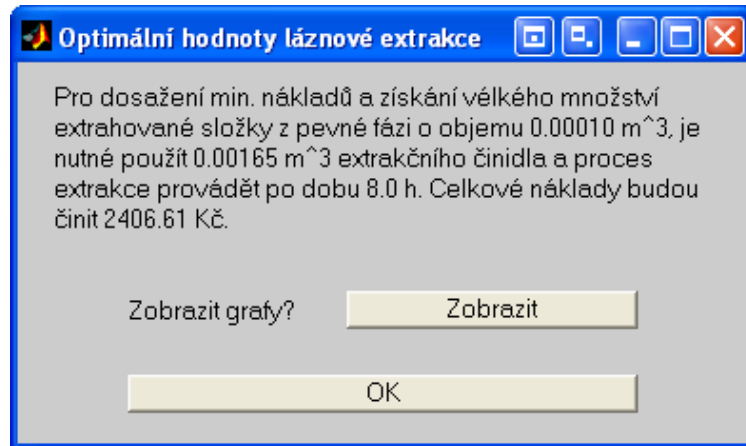 Optimální hodnoty láznové extrakce
Pro dosažení min. nákladů a získání vélkého množství
extrahované složky z pevné fázi o objemu 0.00010 m^3, je
nutné použít 0.00165 m^3 extrakčního činidla a proces
extrakce provádět po dobu 8.0 h. Celkové náklady budou
činit 2406.61 Kč.
Zobrazit grafy? Zobrazit
OK